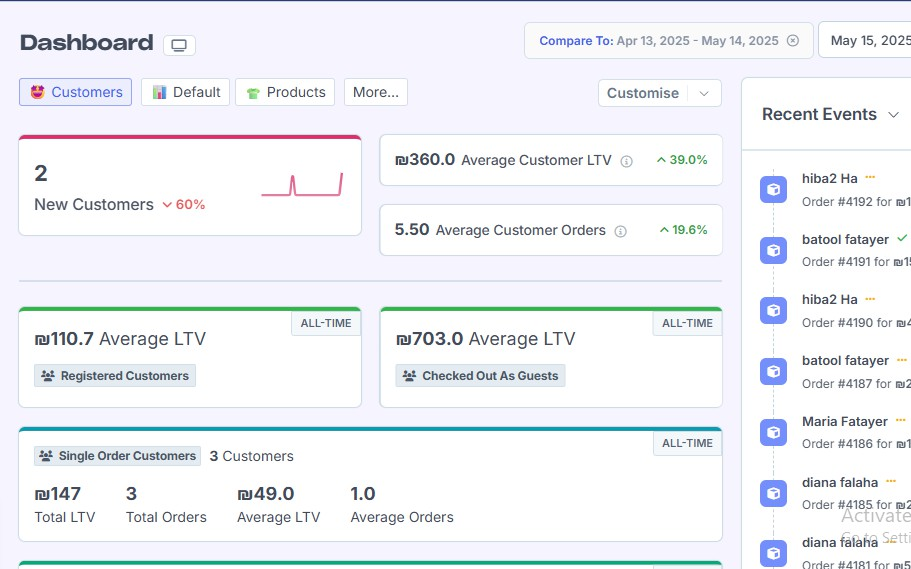 Dashboard
Compare To: Apr 13, 2025 - May 14, 2025
May 15, 2025
Customers
Default
Products
More...
Customise
2
New Customers 60%
₪360.0 Average Customer LTV 39.0%
5.50 Average Customer Orders 19.6%
ALL-TIME
₪110.7 Average LTV
Registered Customers
ALL-TIME
₪703.0 Average LTV
Checked Out As Guests
ALL-TIME
Single Order Customers 3 Customers
₪147 3 ₪49.0 1.0
Total LTV Total Orders Average LTV Average Orders
Recent Events
hiba2 Ha
Order #4192 for ₪1
batool fatayer
Order #4191 for ₪1
hiba2 Ha
Order #4190 for ₪4
batool fatayer
Order #4187 for ₪2
Maria Fatayer
Order #4186 for ₪1
diana falaha
Order #4185 for ₪2
Activate
Go to Setti
diana falaha
Order #4181 for ₪5